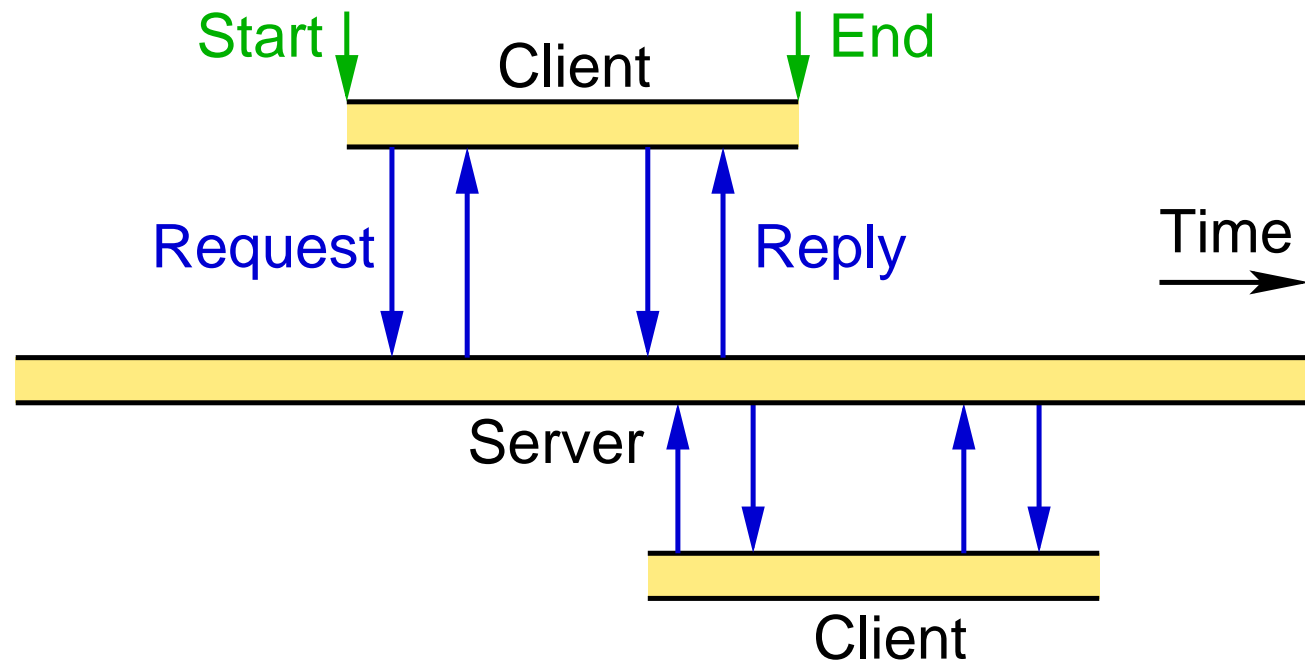 Start
End
Client
Request
Reply
Time
Server
Client